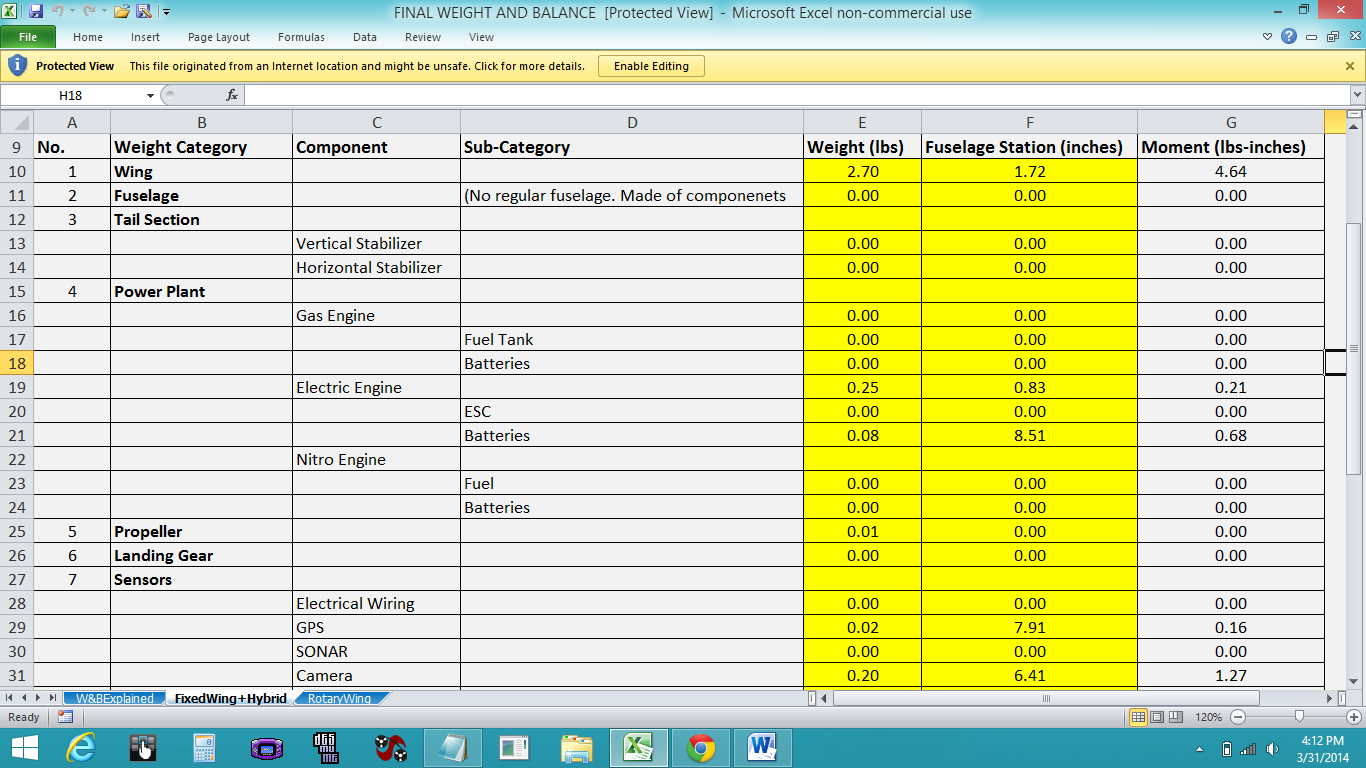 FINAL WEIGHT AND BALANCE [Protected View] - Microsoft Excel non-commercial use
File Home Insert Page Layout Formulas Data Review View
Protected View This file originated from an Internet location and might be unsafe. Click for more details. Enable Editing
H18 fx
A B C D E F G
9 No. Weight Category Component Sub-Category Weight (lbs) Fuselage Station (inches) Moment (lbs-inches)
10 1 Wing 2.70 1.72 4.64
11 2 Fuselage (No regular fuselage. Made of componenets 0.00 0.00 0.00
12 3 Tail Section
13 Vertical Stabilizer 0.00 0.00 0.00
14 Horizontal Stabilizer 0.00 0.00 0.00
15 4 Power Plant
16 Gas Engine 0.00 0.00 0.00
17 Fuel Tank 0.00 0.00 0.00
18 Batteries 0.00 0.00 0.00
19 Electric Engine 0.25 0.83 0.21
20 ESC 0.00 0.00 0.00
21 Batteries 0.08 8.51 0.68
22 Nitro Engine
23 Fuel 0.00 0.00 0.00
24 Batteries 0.00 0.00 0.00
25 5 Propeller 0.01 0.00 0.00
26 6 Landing Gear 0.00 0.00 0.00
27 7 Sensors
28 Electrical Wiring 0.00 0.00 0.00
29 GPS 0.02 7.91 0.16
30 SONAR 0.00 0.00 0.00
31 Camera 0.20 6.41 1.27
W&BExplained FixedWing+Hybrid RotaryWing
Ready 120%
4:12 PM
3/31/2014